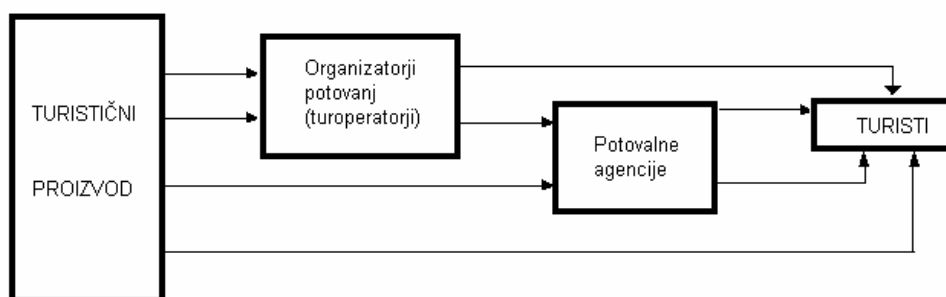 TURISTIČNI
PROIZVOD
Organizatorji
potovanj
(turoperatorji)
Potovalne
agencije
TURISTI